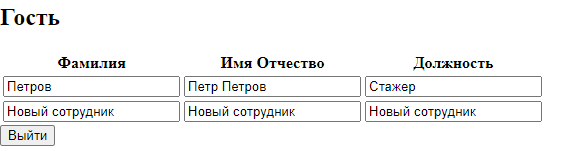 Гость
Фамилия Имя Отчество Должность
Петров Петр Петров Стажер
Новый сотрудник Новый сотрудник Новый сотрудник
Выйти